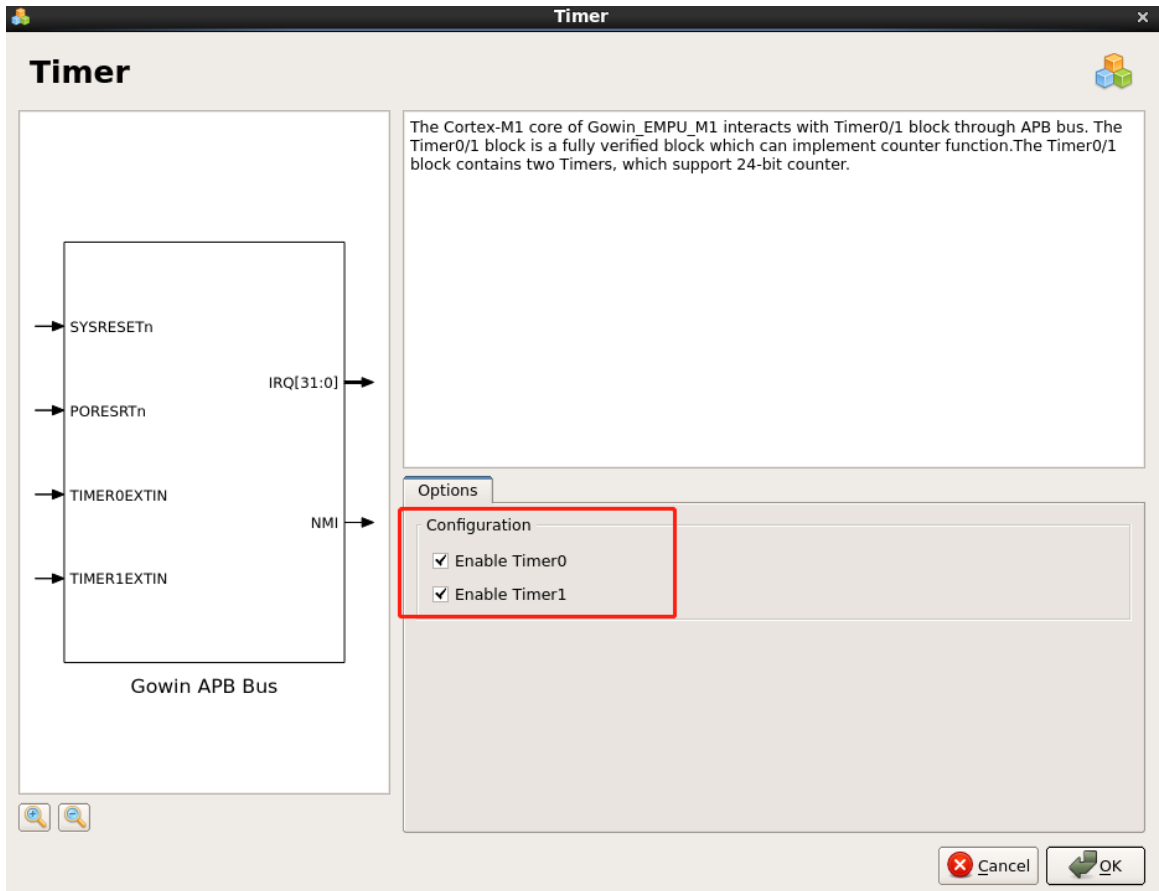 Timer
Timer
The Cortex-M1 core of Gowin_EMPU_M1 interacts with Timer0/1 block through APB bus. The
Timer0/1 block is a fully verified block which can implement counter function.The Timer0/1
block contains two Timers, which support 24-bit counter.
SYSRESETn
IRQ[31:0]
PORESRTn
TIMER0EXTIN
NMI
TIMER1EXTIN
Gowin APB Bus
Options
Configuration
Enable Timer0
Enable Timer1
Cancel
OK